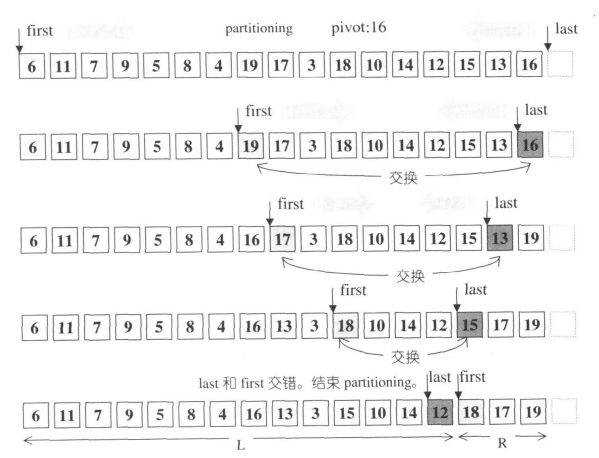 first partitioning pivot:16 last
6 11 7 9 5 8 4 19 17 3 18 10 14 12 15 13 16
first last
6 11 7 9 5 8 4 19 17 3 18 10 14 12 15 13 16
交换
first last
6 11 7 9 5 8 4 16 17 3 18 10 14 12 15 13 19
交换
first last
6 11 7 9 5 8 4 16 13 3 18 10 14 12 15 17 19
交换
last 和 first 交错。结束 partitioning。 last first
6 11 7 9 5 8 4 16 13 3 15 10 14 12 18 17 19
L R